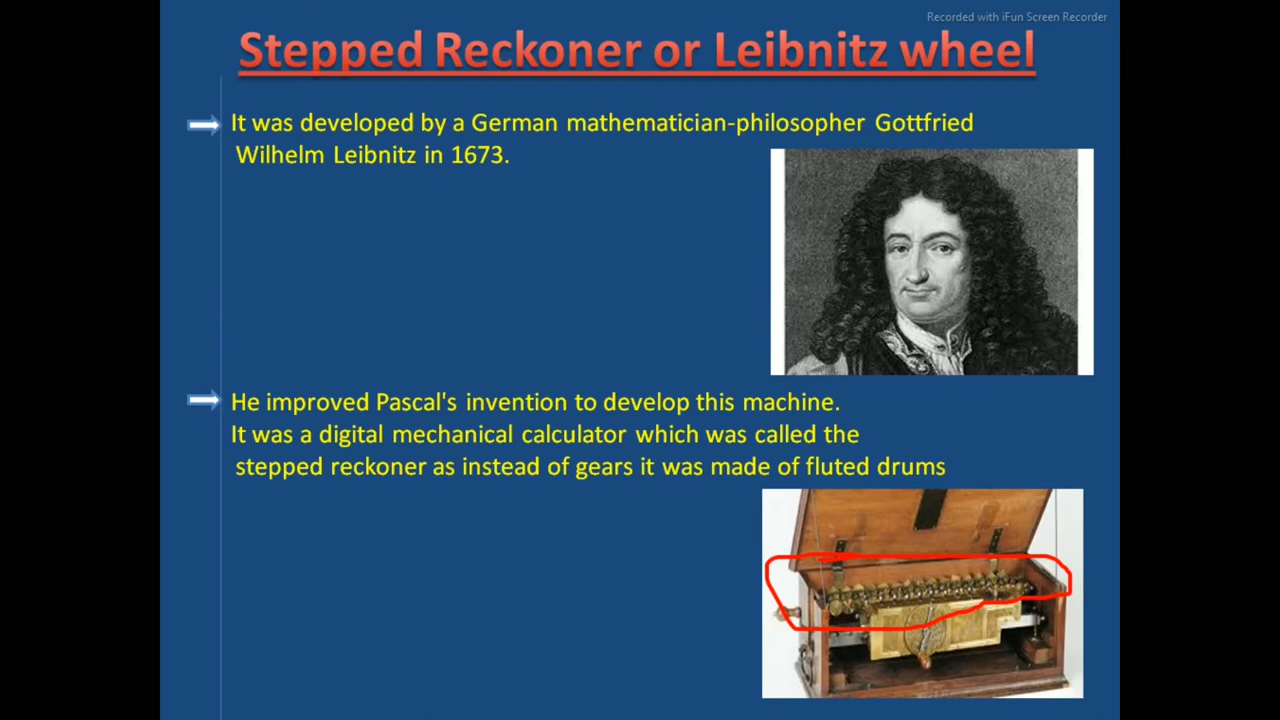 Recorded with iFun Screen Recorder
Stepped Reckoner or Leibnitz wheel
It was developed by a German mathematician-philosopher Gottfried
Wilhelm Leibnitz in 1673.
He improved Pascal's invention to develop this machine.
It was a digital mechanical calculator which was called the
stepped reckoner as instead of gears it was made of fluted drums